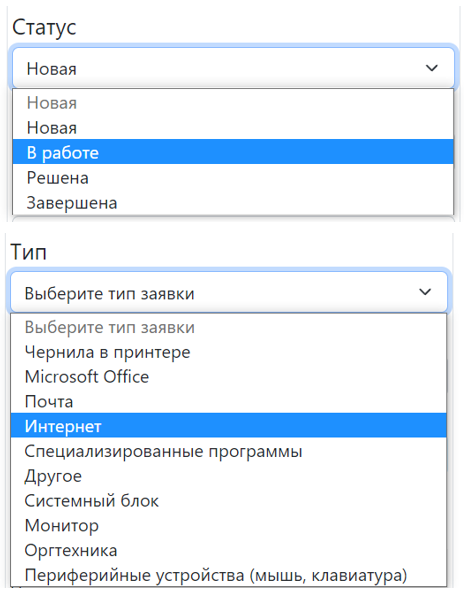 Статус
Новая
Новая
Новая
В работе
Решена
Завершена
Тип
Выберите тип заявки
Выберите тип заявки
Чернила в принтере
Microsoft Office
Почта
Интернет
Специализированные программы
Другое
Системный блок
Монитор
Оргтехника
Периферийные устройства (мышь, клавиатура)